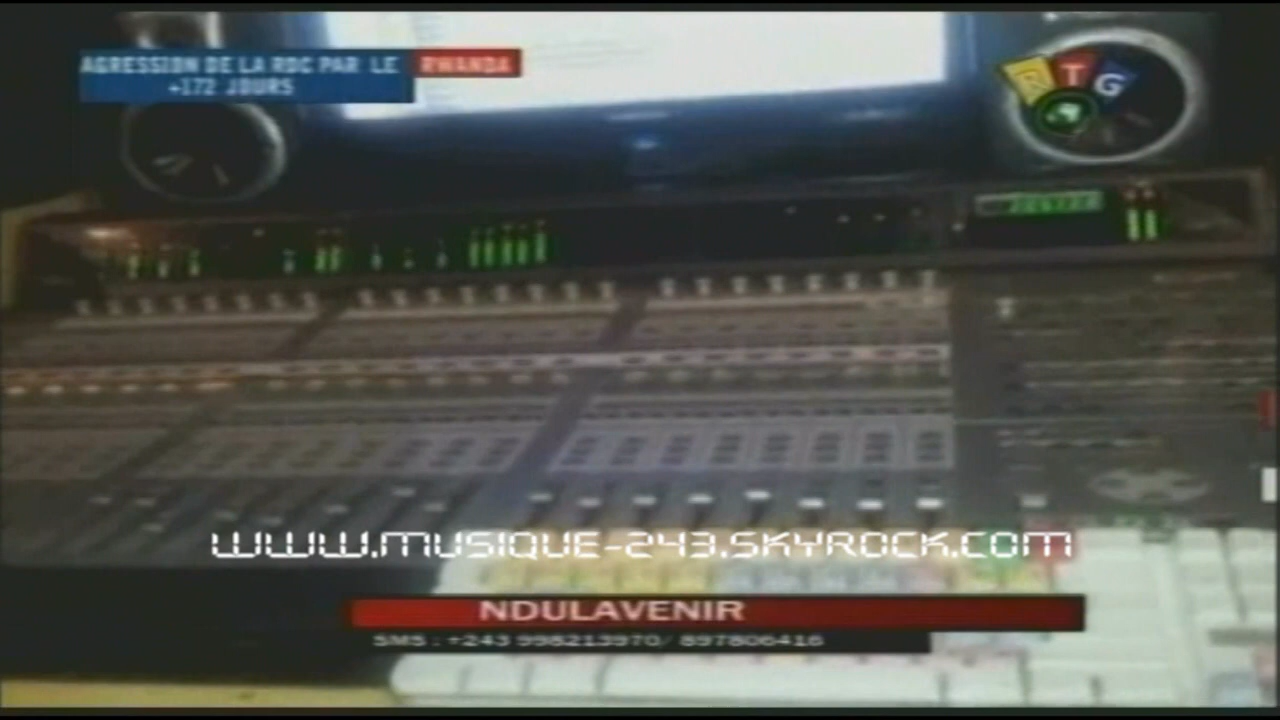 AGRESSION DE LA RDC PAR LE RWANDA
+172 JOURS
RTG
WWW.MUSIQUE-243.SKYROCK.COM
NDULAVENIR
SMS : +243 998213970/ 897806416